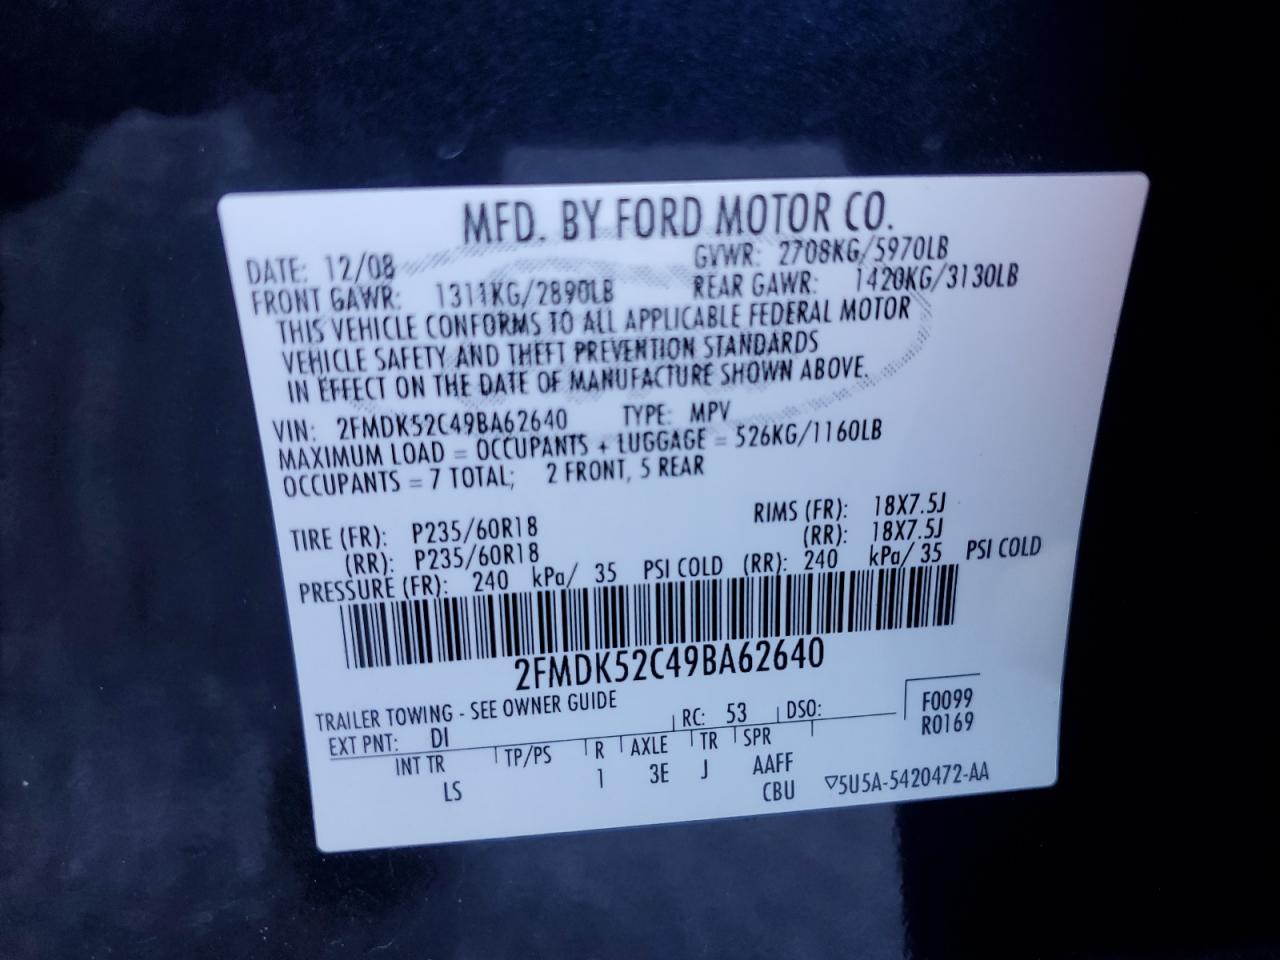 MFD. BY FORD MOTOR CO.
DATE: 12/08 GVWR: 2708KG/5970LB
FRONT GAWR: 1311KG/2890LB REAR GAWR: 1420KG/3130LB
THIS VEHICLE CONFORMS TO ALL APPLICABLE FEDERAL MOTOR
VEHICLE SAFETY AND THEFT PREVENTION STANDARDS
IN EFFECT ON THE DATE OF MANUFACTURE SHOWN ABOVE.
VIN: 2FMDK52C49BA62640 TYPE: MPV
MAXIMUM LOAD = OCCUPANTS + LUGGAGE = 526KG/1160LB
OCCUPANTS = 7 TOTAL; 2 FRONT, 5 REAR
TIRE (FR): P235/60R18 RIMS (FR): 18X7.5J
(RR): P235/60R18 (RR): 18X7.5J
PRESSURE (FR): 240 kPa/ 35 PSI COLD (RR): 240 kPa/ 35 PSI COLD
2FMDK52C49BA62640
TRAILER TOWING - SEE OWNER GUIDE
EXT PNT: DI RC: 53 DSO: F0099
R0169
INT TR TP/PS R AXLE TR SPR
LS 1 3E J AAFF
CBU ▽5U5A-5420472-AA